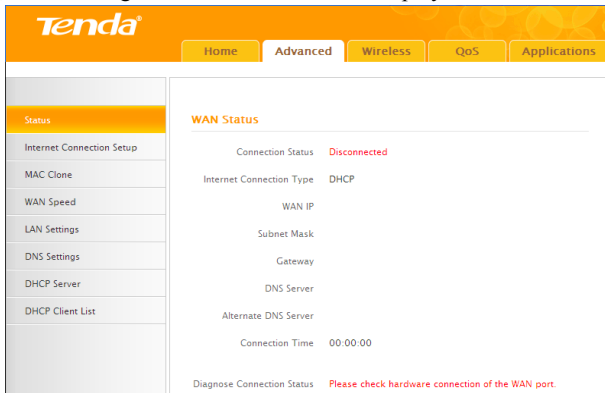 Tenda
Home Advanced Wireless QoS Applications
Status
Internet Connection Setup
MAC Clone
WAN Speed
LAN Settings
DNS Settings
DHCP Server
DHCP Client List
WAN Status
Connection Status Disconnected
Internet Connection Type DHCP
WAN IP
Subnet Mask
Gateway
DNS Server
Alternate DNS Server
Connection Time 00:00:00
Diagnose Connection Status Please check hardware connection of the WAN port.